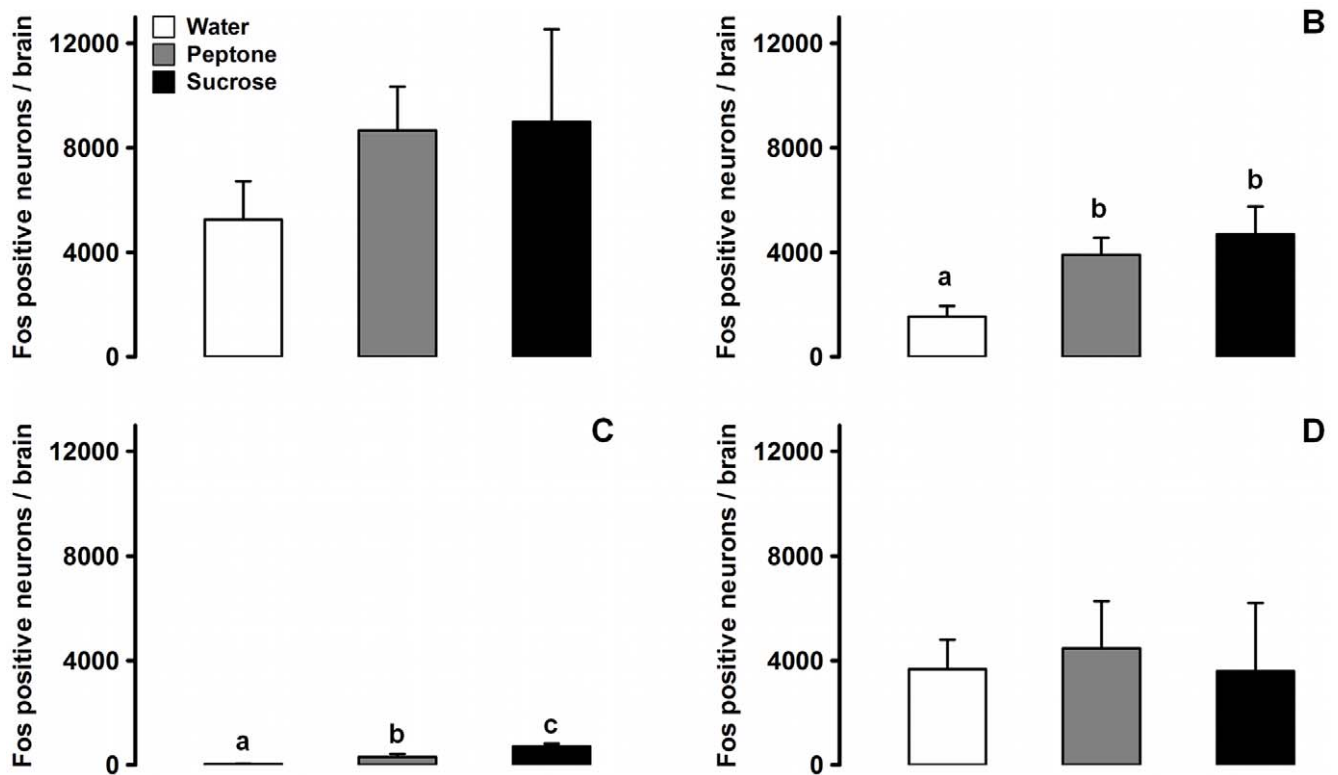 Fos positive neurons / brain
12000
8000
4000
0
Water
Peptone
Sucrose
B
Fos positive neurons / brain
12000
8000
4000
0
a
b
b
C
Fos positive neurons / brain
12000
8000
4000
0
a
b
c
D
Fos positive neurons / brain
12000
8000
4000
0